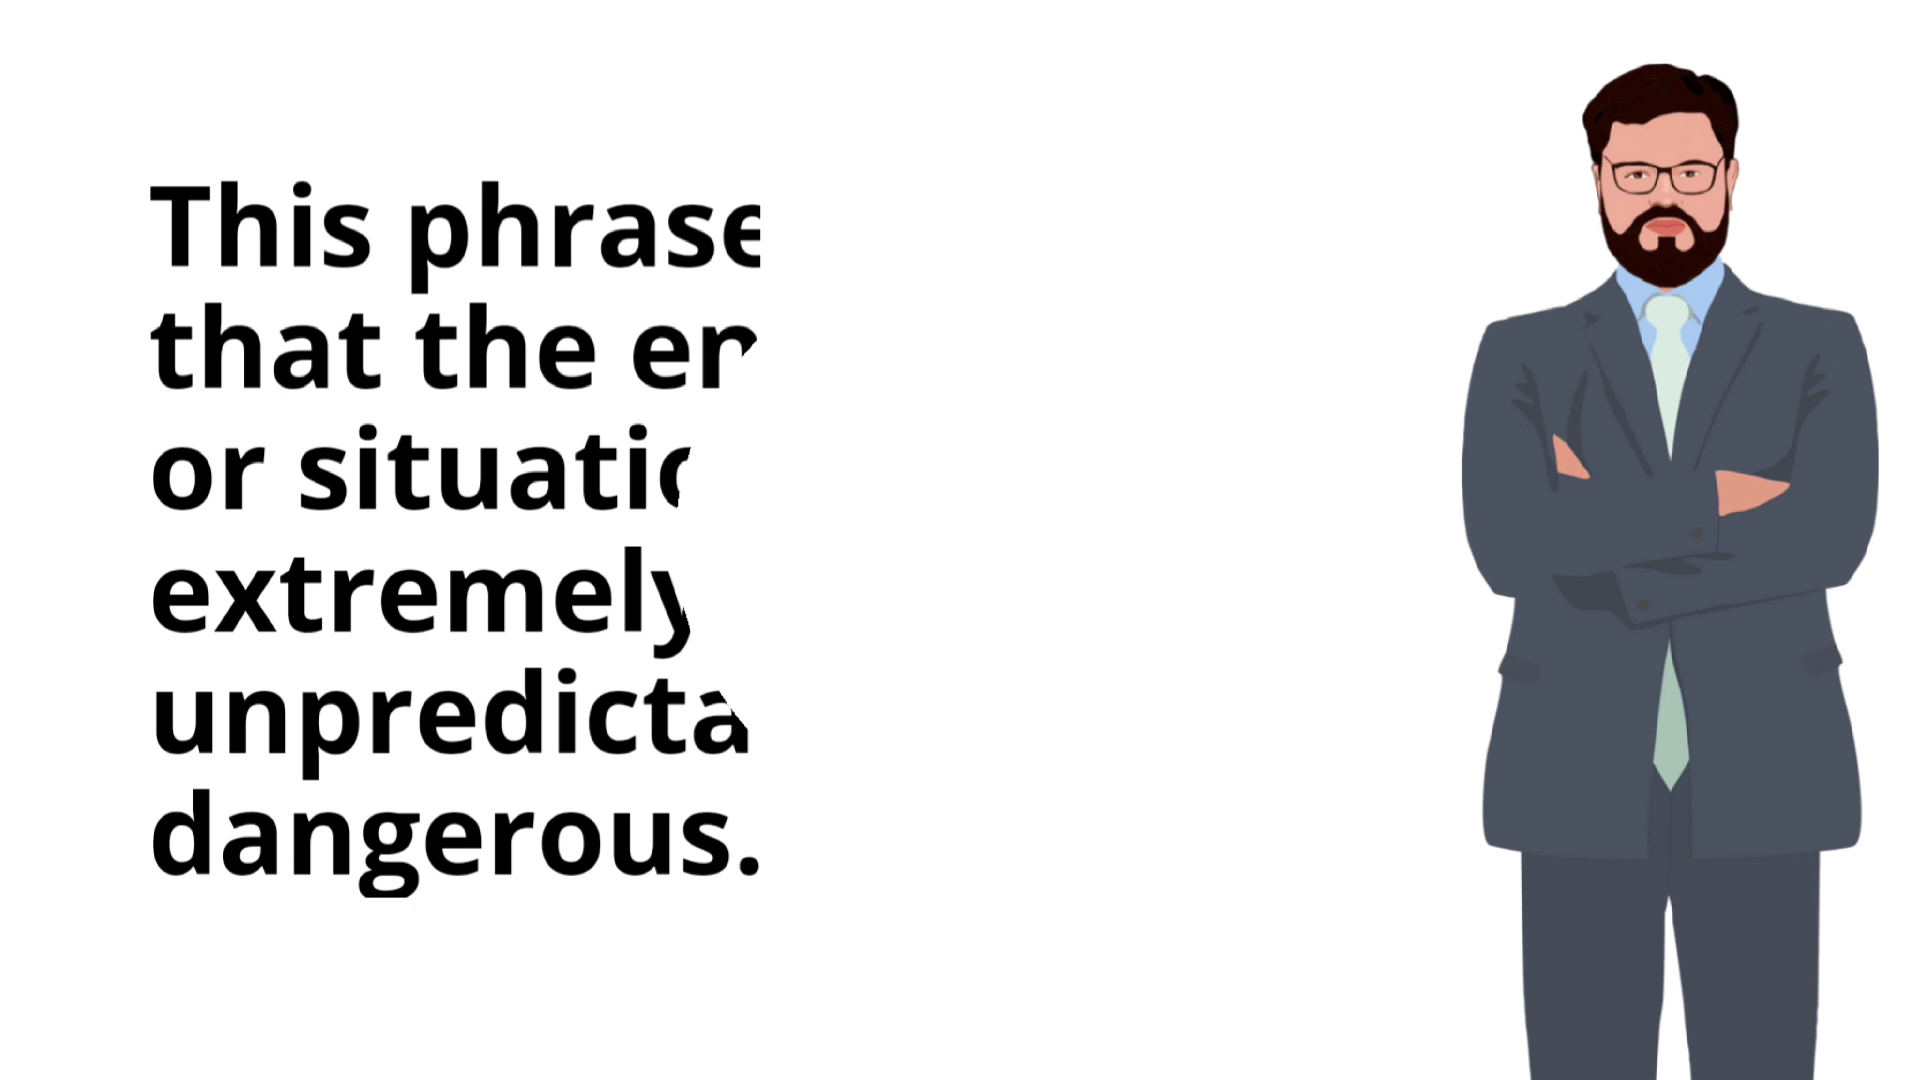 This phrase
that the
or
extremely
dangerous.